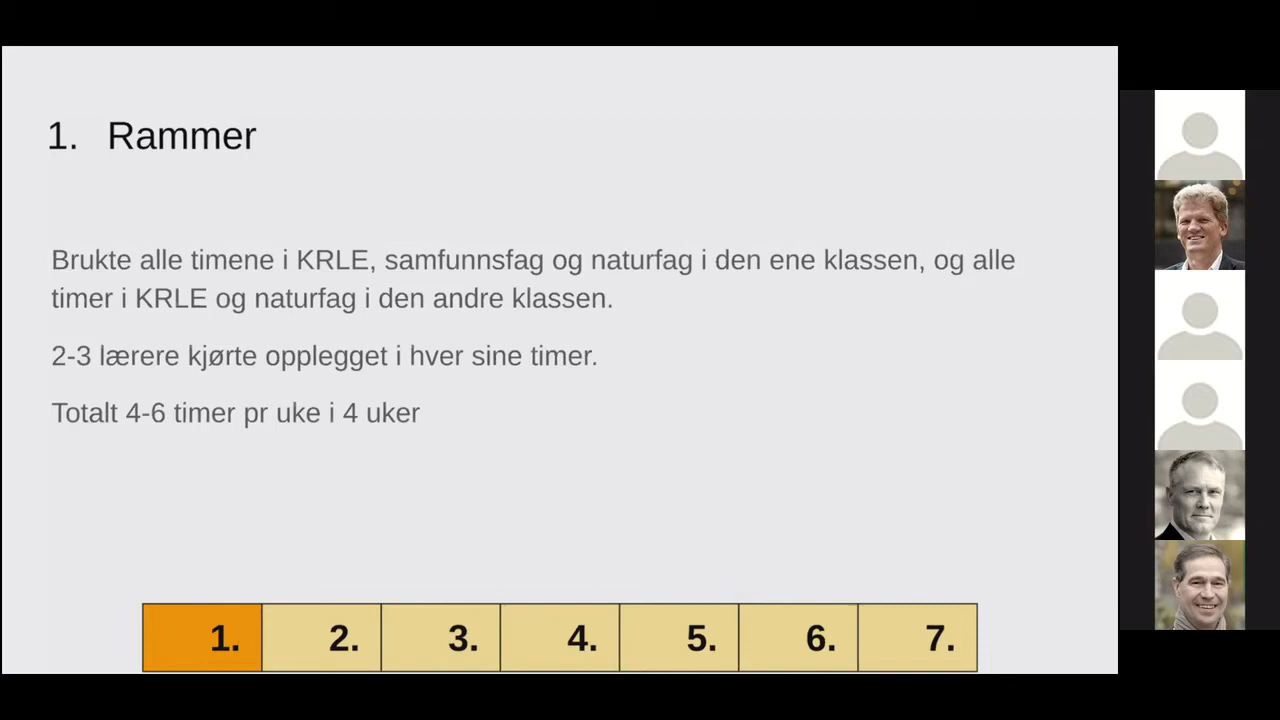 1. Rammer
Brukte alle timene i KRLE, samfunnsfag og naturfag i den ene klassen, og alle
timer i KRLE og naturfag i den andre klassen.
2-3 lærere kjørte opplegget i hver sine timer.
Totalt 4-6 timer pr uke i 4 uker
1. 2. 3. 4. 5. 6. 7.